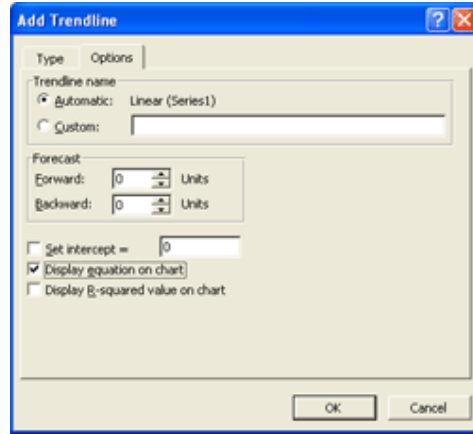 Add Trendline
Type Options
Trendline name
Automatic: Linear (Series1)
Custom:
Forecast
Forward: 0 Units
Backward: 0 Units
Set intercept = 0
Display equation on chart
Display R-squared value on chart
OK Cancel